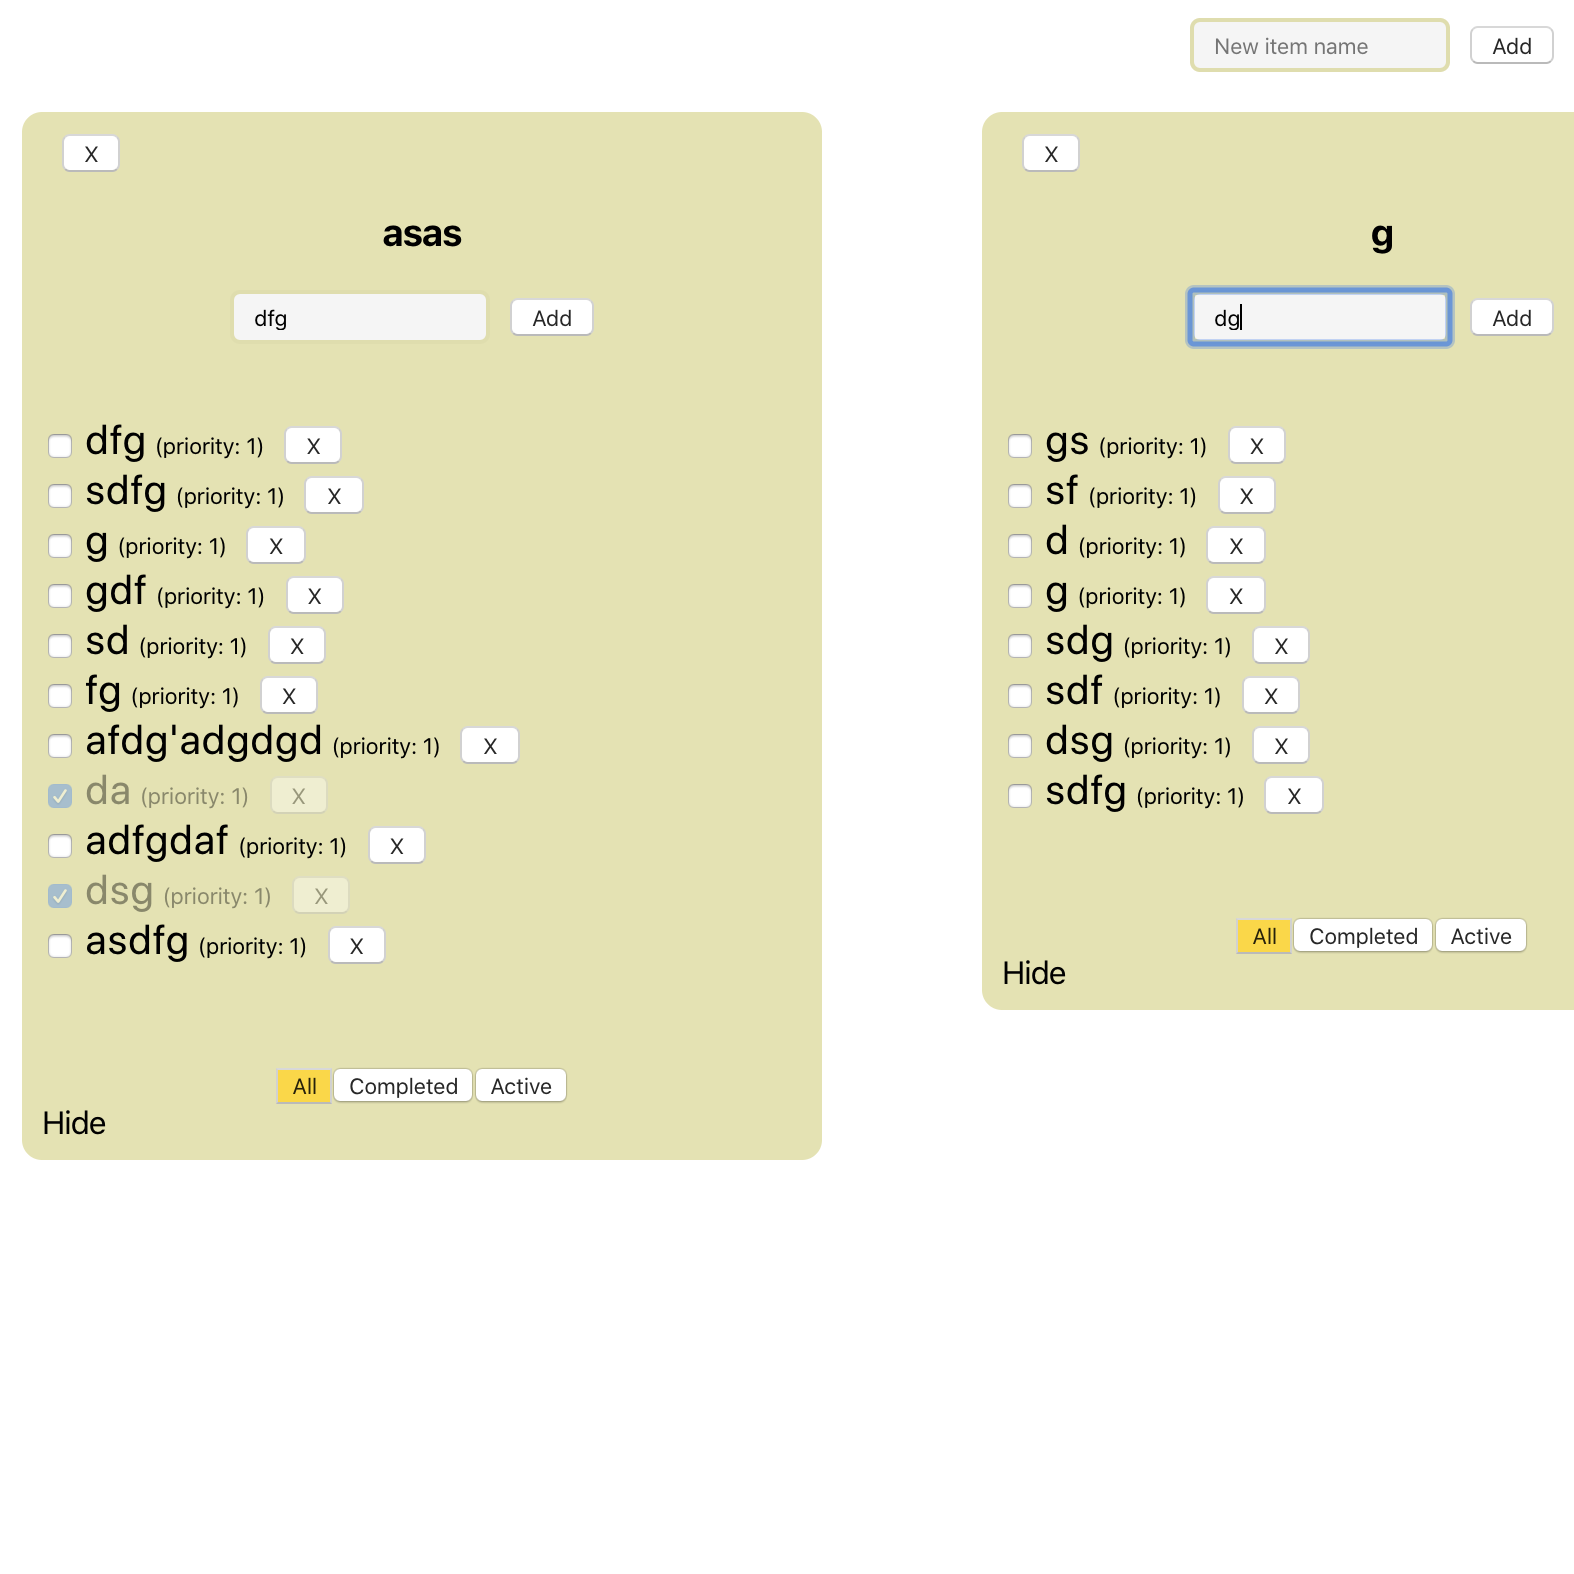 New item name Add
X
asas
dfg Add
dfg (priority: 1) X
sdfg (priority: 1) X
g (priority: 1) X
gdf (priority: 1) X
sd (priority: 1) X
fg (priority: 1) X
afdg'adgdgd (priority: 1) X
da (priority: 1) X
adfgdaf (priority: 1) X
dsg (priority: 1) X
asdfg (priority: 1) X
All Completed Active
Hide
X
g
dg Add
gs (priority: 1) X
sf (priority: 1) X
d (priority: 1) X
g (priority: 1) X
sdg (priority: 1) X
sdf (priority: 1) X
dsg (priority: 1) X
sdfg (priority: 1) X
All Completed Active
Hide